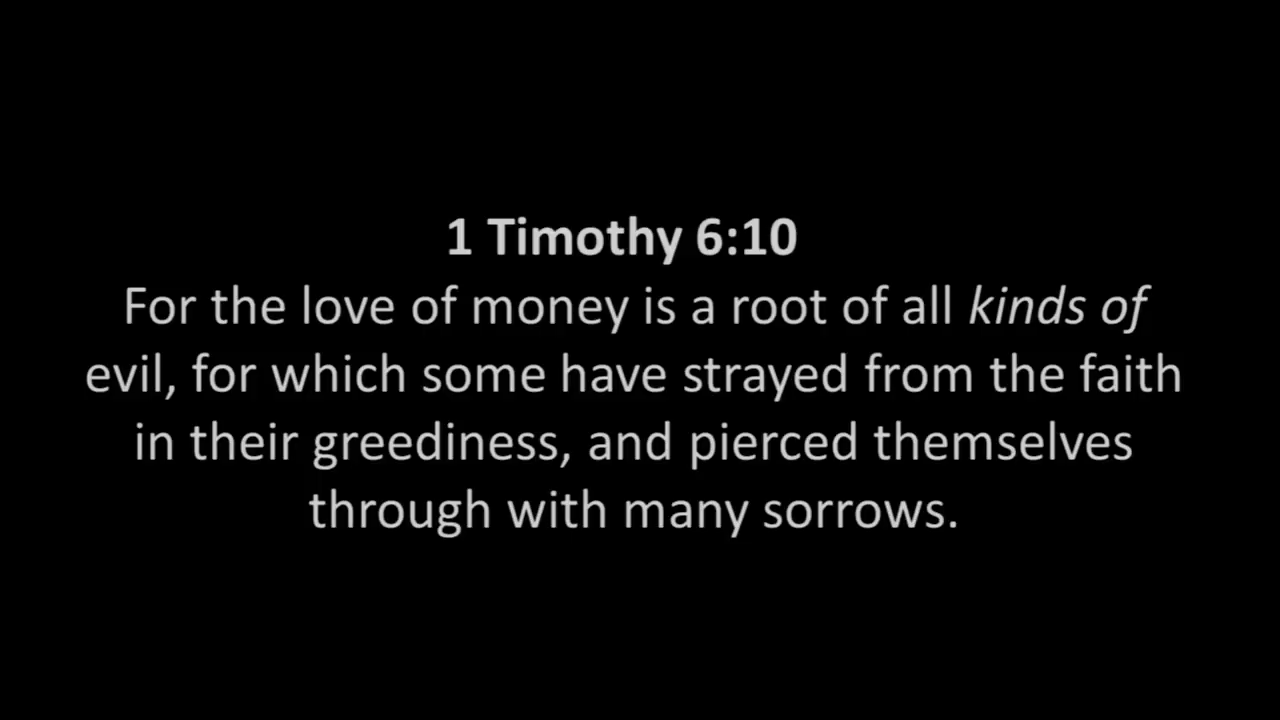 1 Timothy 6:10
For the love of money is a root of all kinds of
evil, for which some have strayed from the faith
in their greediness, and pierced themselves
through with many sorrows.